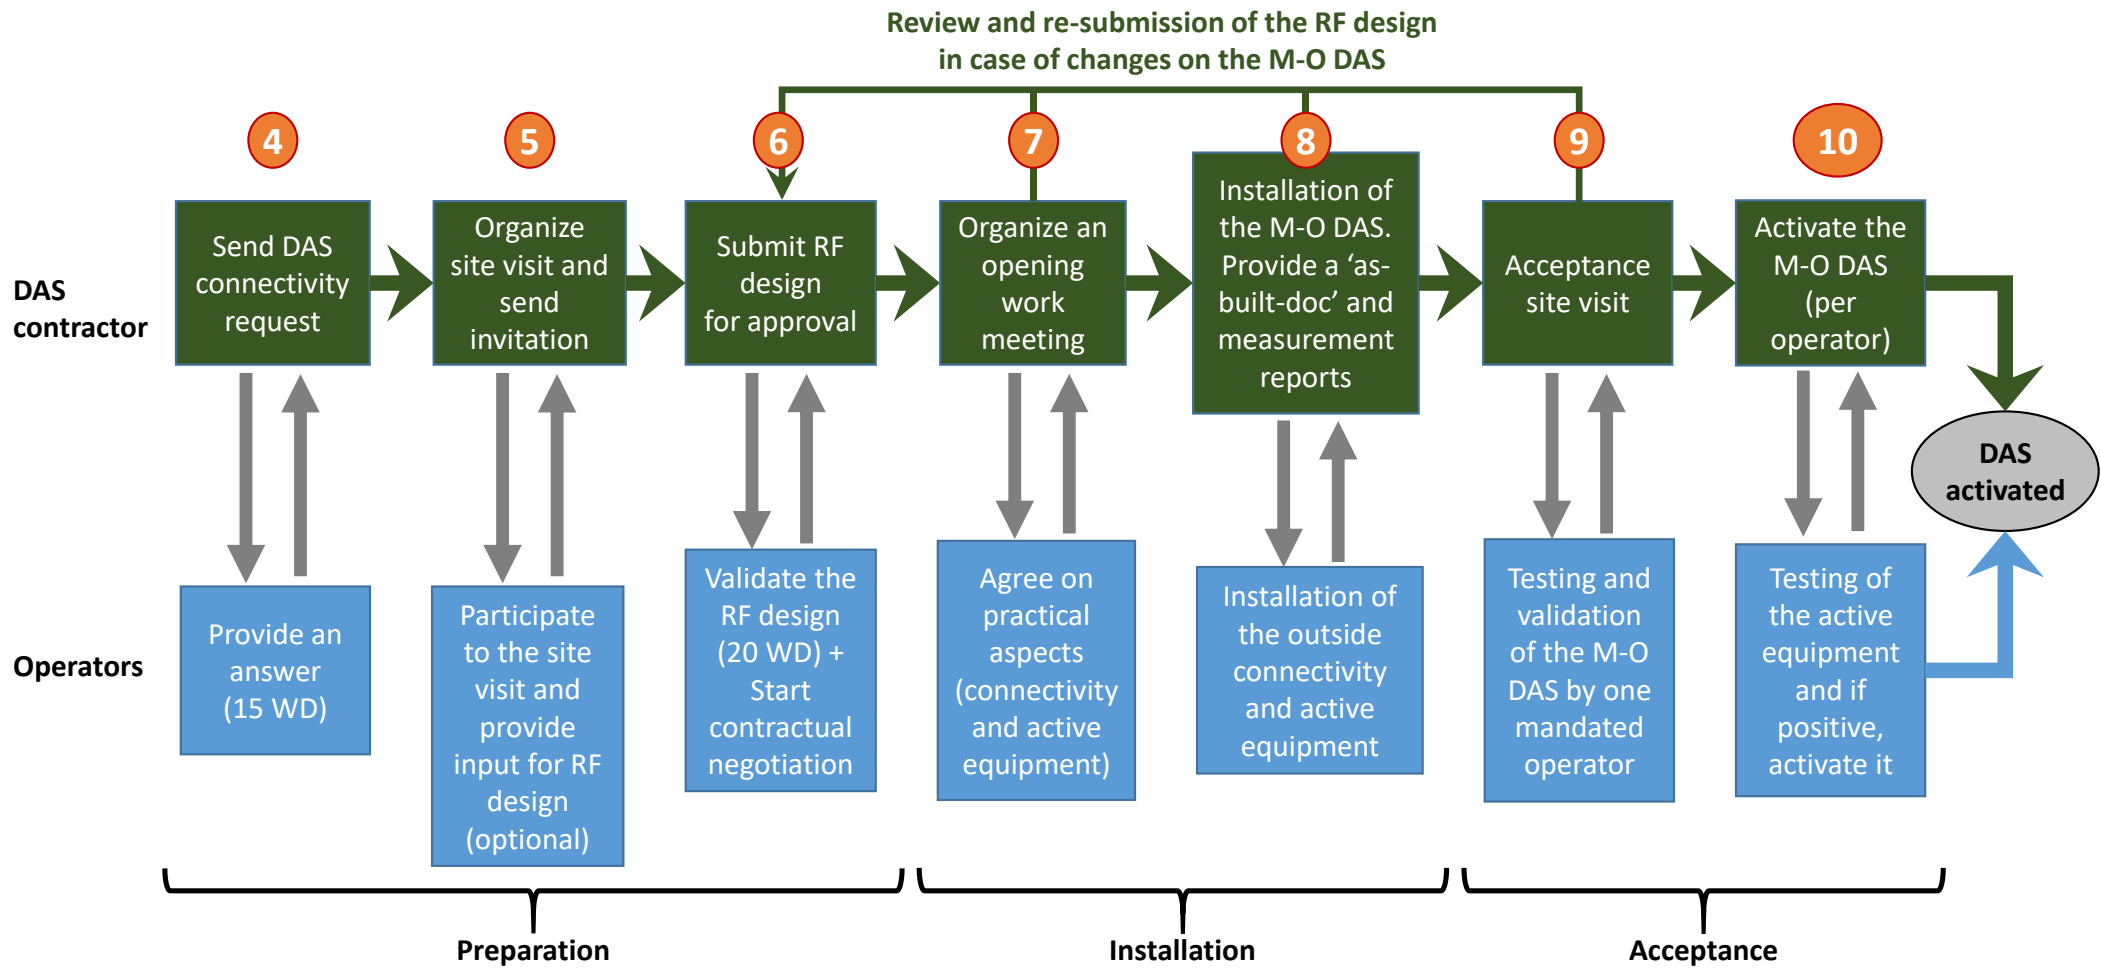 Review and re-submission of the RF design
in case of changes on the M-O DAS
4
5
6
7
8
9
10
DAS
contractor
Send DAS
connectivity
request
Organize
site visit and
send
invitation
Submit RF
design
for approval
Organize an
opening
work
meeting
Installation of
the M-O DAS.
Provide a ‘as-
built-doc’ and
measurement
reports
Acceptance
site visit
Activate the
M-O DAS
(per
operator)
DAS
activated
Operators
Provide an
answer
(15 WD)
Participate
to the site
visit and
provide
input for RF
design
(optional)
Validate the
RF design
(20 WD) +
Start
contractual
negotiation
Agree on
practical
aspects
(connectivity
and active
equipment)
Installation of
the outside
connectivity
and active
equipment
Testing and
validation
of the M-O
DAS by one
mandated
operator
Testing of
the active
equipment
and if
positive,
activate it
Preparation
Installation
Acceptance